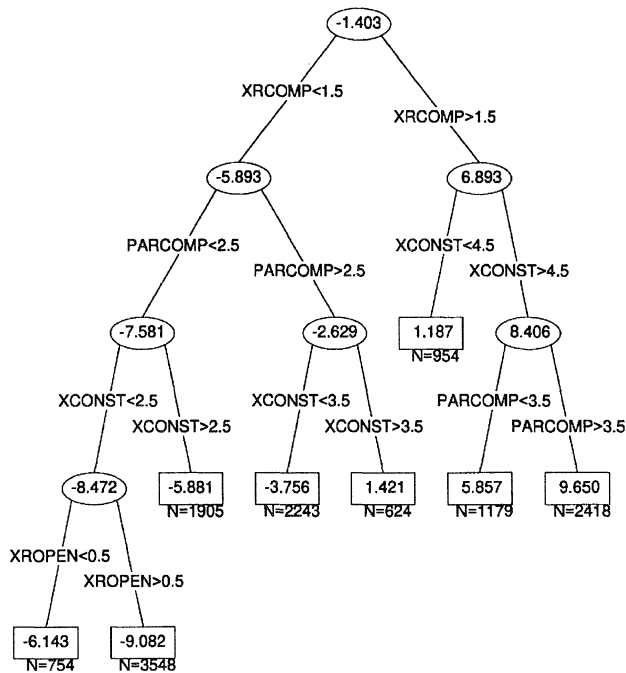 -1.403
XRCOMP<1.5
XRCOMP>1.5
-5.893
6.893
PARCOMP<2.5
PARCOMP>2.5
XCONST<4.5
XCONST>4.5
-7.581
-2.629
1.187
N=954
8.406
XCONST<2.5
XCONST>2.5
XCONST<3.5
XCONST>3.5
PARCOMP<3.5
PARCOMP>3.5
-8.472
-5.881
N=1905
-3.756
N=2243
1.421
N=624
5.857
N=1179
9.650
N=2418
XROPEN<0.5
XROPEN>0.5
-6.143
N=754
-9.082
N=3548